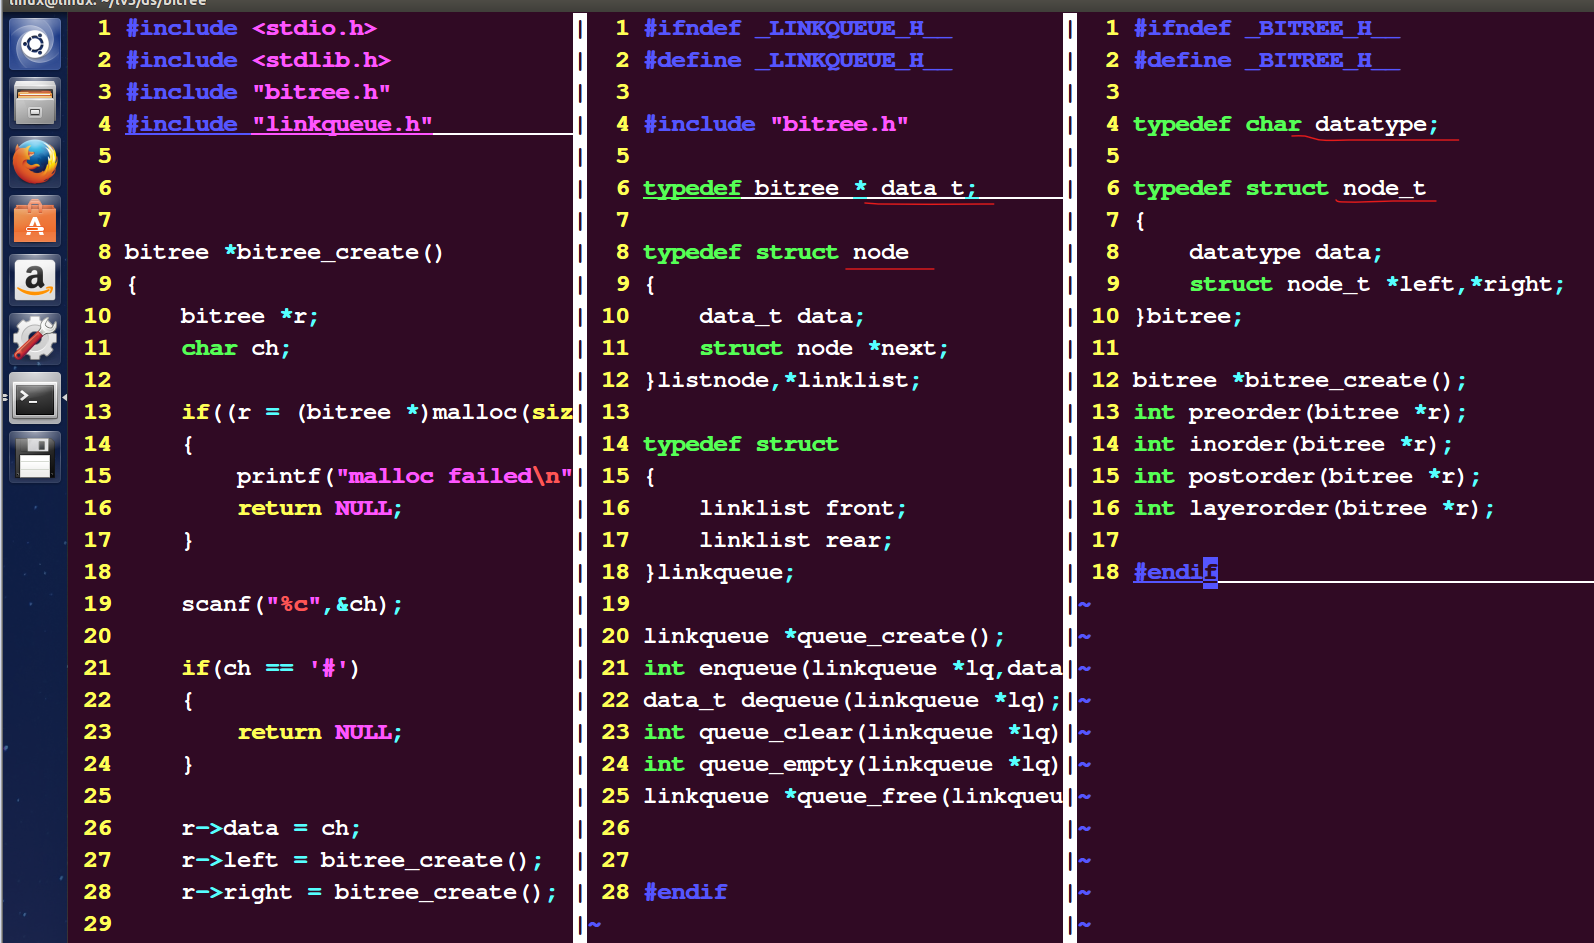 linux@linux: ~/lv5/ds/bitree
1 #include <stdio.h>
2 #include <stdlib.h>
3 #include "bitree.h"
4 #include "linkqueue.h"
5
6
7
8 bitree *bitree_create()
9 {
10     bitree *r;
11     char ch;
12
13     if((r = (bitree *)malloc(siz
14     {
15         printf("malloc failed\n"
16         return NULL;
17     }
18
19     scanf("%c",&ch);
20
21     if(ch == '#')
22     {
23         return NULL;
24     }
25
26     r->data = ch;
27     r->left = bitree_create();
28     r->right = bitree_create();
29
1 #ifndef _LINKQUEUE_H__
2 #define _LINKQUEUE_H__
3
4 #include "bitree.h"
5
6 typedef bitree * data_t;
7
8 typedef struct node
9 {
10     data_t data;
11     struct node *next;
12 }listnode,*linklist;
13
14 typedef struct
15 {
16     linklist front;
17     linklist rear;
18 }linkqueue;
19
20 linkqueue *queue_create();
21 int enqueue(linkqueue *lq,data
22 data_t dequeue(linkqueue *lq);
23 int queue_clear(linkqueue *lq)
24 int queue_empty(linkqueue *lq)
25 linkqueue *queue_free(linkqueu
26
27
28 #endif
~
1 #ifndef _BITREE_H__
2 #define _BITREE_H__
3
4 typedef char datatype;
5
6 typedef struct node_t
7 {
8     datatype data;
9     struct node_t *left,*right;
10 }bitree;
11
12 bitree *bitree_create();
13 int preorder(bitree *r);
14 int inorder(bitree *r);
15 int postorder(bitree *r);
16 int layerorder(bitree *r);
17
18 #endif
~
~
~
~
~
~
~
~
~
~
~